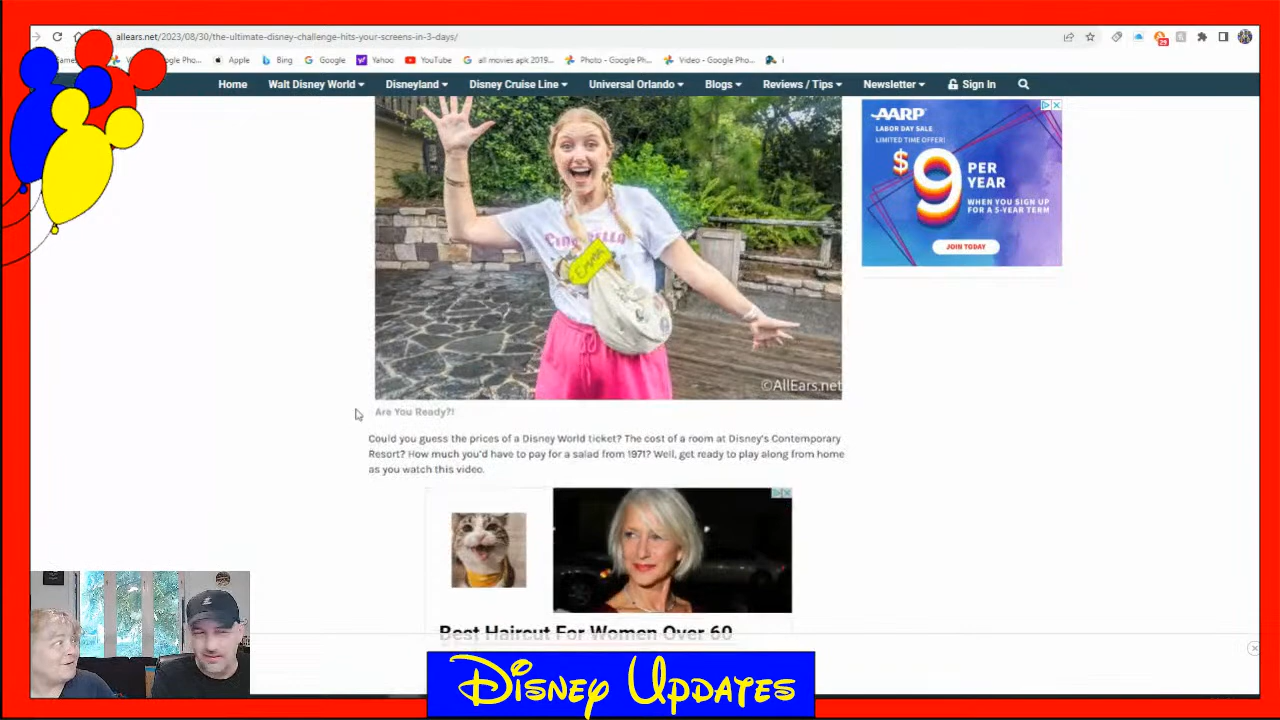 allears.net/2023/08/30/the-ultimate-disney-challenge-hits-your-screens-in-3-days/
Apple Bing Google Yahoo YouTube all movies apk 2019... Photo - Google Ph... Video - Google Pho...
Home Walt Disney World Disneyland Disney Cruise Line Universal Orlando Blogs Reviews / Tips Newsletter Sign In
AARP
LABOR DAY SALE
LIMITED TIME OFFER!
$9 PER YEAR
WHEN YOU SIGN UP
FOR A 5-YEAR TERM
JOIN TODAY
Emma
©AllEars.net
Are You Ready?!
Could you guess the prices of a Disney World ticket? The cost of a room at Disney's Contemporary
Resort? How much you'd have to pay for a salad from 1971? Well, get ready to play along from home
as you watch this video.
Best Haircut For Women Over 60
Disney Updates